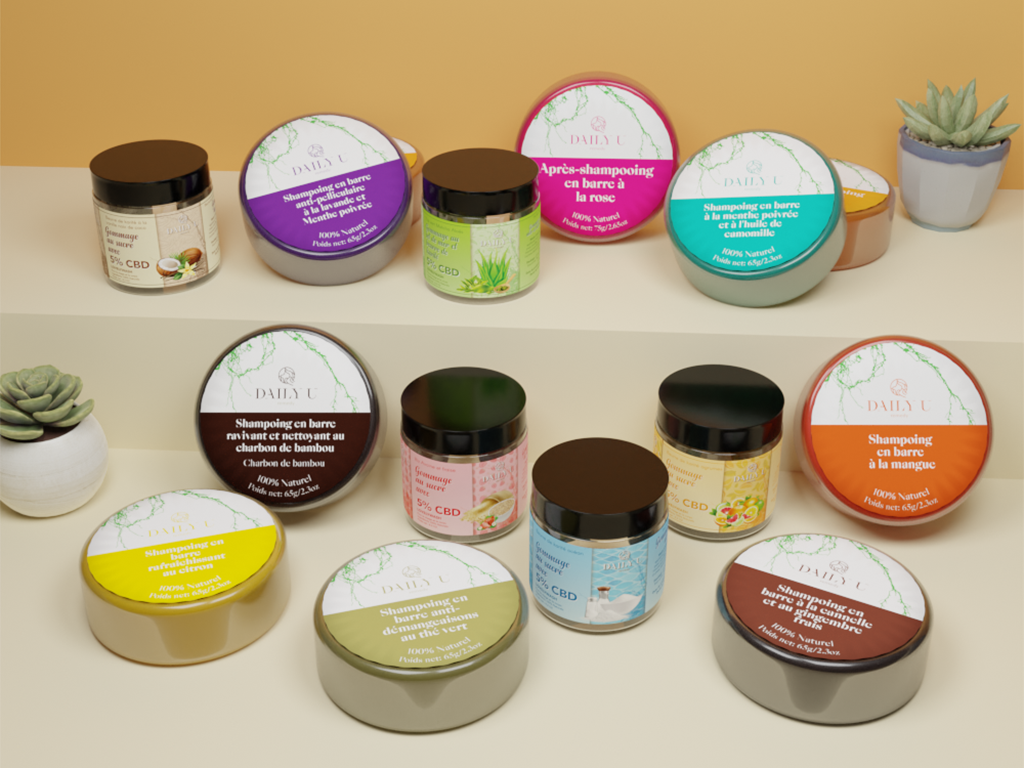 DAILY U
Shampoing en barre
anti-pelliculaire
à la lavande et
Menthe poivrée
100% Naturel
Poids net: 65g/2.3oz
DAILY U
Après-shampooing
en barre à
la rose
100% Naturel
Poids net: 75g/2.65oz
DAILY U
Shampoing en barre
à la menthe poivrée
et à l'huile de
camomille
100% Naturel
Poids net: 65g/2.3oz
Gommage
au sucre
avec
5% CBD
5% CBD
DAILY U
Shampoing en barre
ravivant et nettoyant au
charbon de bambou
Charbon de bambou
100% Naturel
Poids net: 65g/2.3oz
Gommage
au sucre
avec
5% CBD
Gommage
au sucre
avec
5% CBD
DAILY U
Shampoing
en barre
à la mangue
100% Naturel
Poids net: 65g/2.3oz
DAILY U
Shampoing en
barre
rafraîchissant
au citron
100% Naturel
Poids net: 65g/2.3oz
Gommage
au sucre
avec
5% CBD
DAILY U
Shampoing en
barre anti-
démangeaisons
au thé vert
100% Naturel
Poids net: 65g/2.3oz
DAILY U
Shampoing en
barre à la cannelle
et au gingembre
frais
100% Naturel
Poids net: 65g/2.3oz